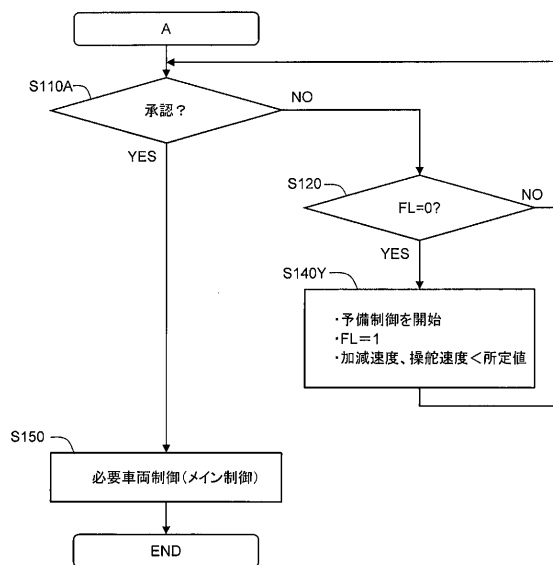 A
S110A
承認？
NO
YES
S120
FL=0?
NO
YES
S140Y
・予備制御を開始
・FL＝1
・加減速度、操舵速度＜所定値
S150
必要車両制御(メイン制御)
END